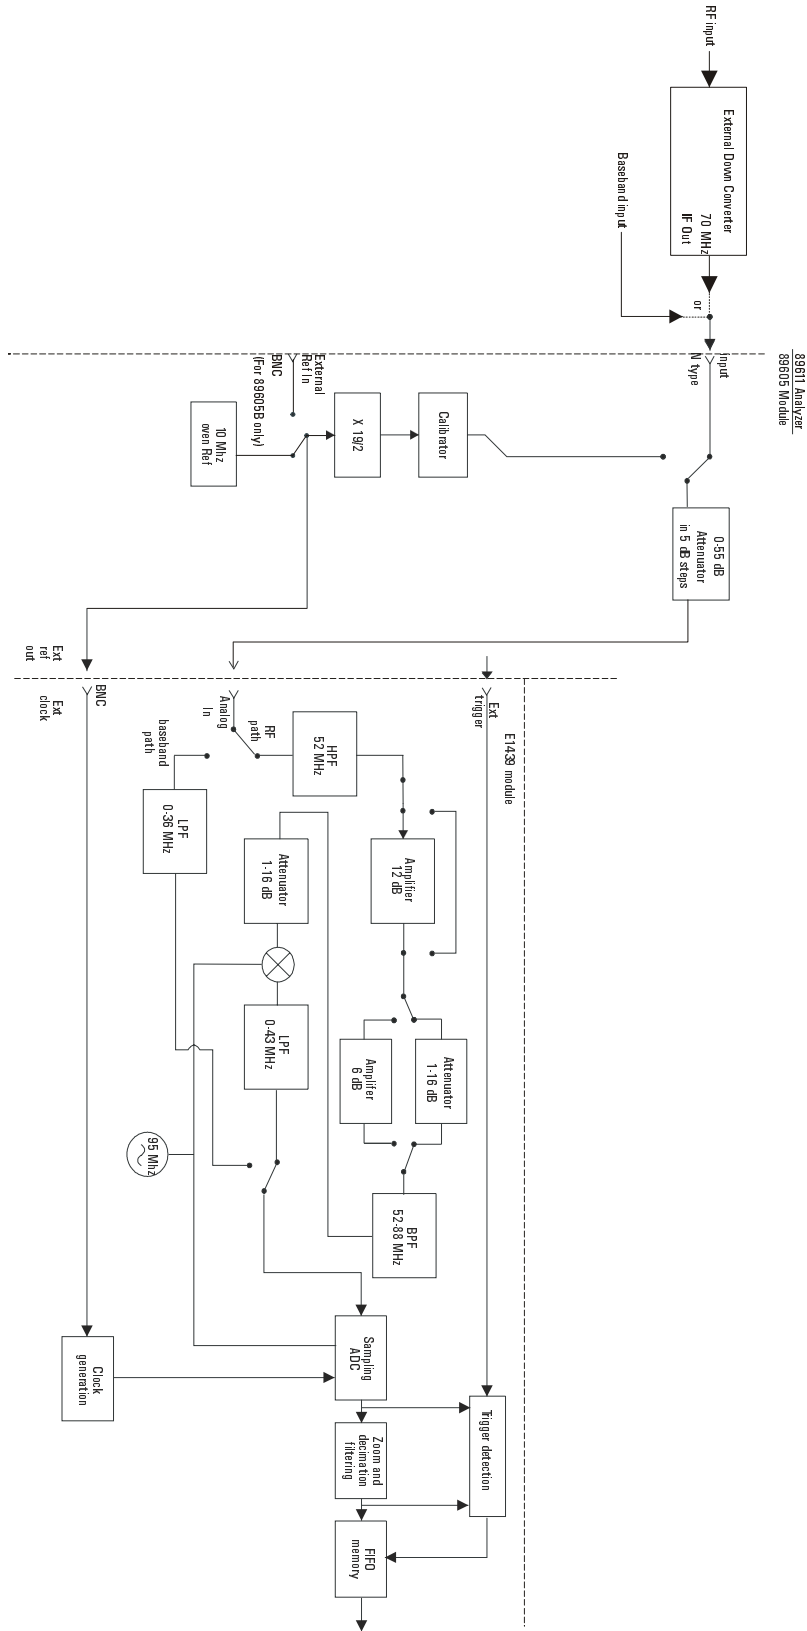 RF input
External Down Converter
70 MHz
IF Out
Baseband input
or
89611 Analyzer
89605 Module
Input
N type
External
Ref In
BNC
(For 89605B only)
10 Mhz
oven Ref
X 19/2
Calibrator
0-55 dB
Attenuator
in 5 dB steps
Ext
ref
out
BNC
Ext
clock
Analog
In
RF
path
baseband
path
Ext
trigger
E1439 module
HPF
52 MHz
LPF
0-36 MHz
Amplifier
12 dB
Attenuator
1-16 dB
LPF
0-43 MHz
Amplifer
6 dB
Attenuator
1-16 dB
95 Mhz
BPF
52-88 MHz
Sampling
ADC
Clock
generation
Trigger detection
Zoom and
decimation
filtering
FIFO
memory